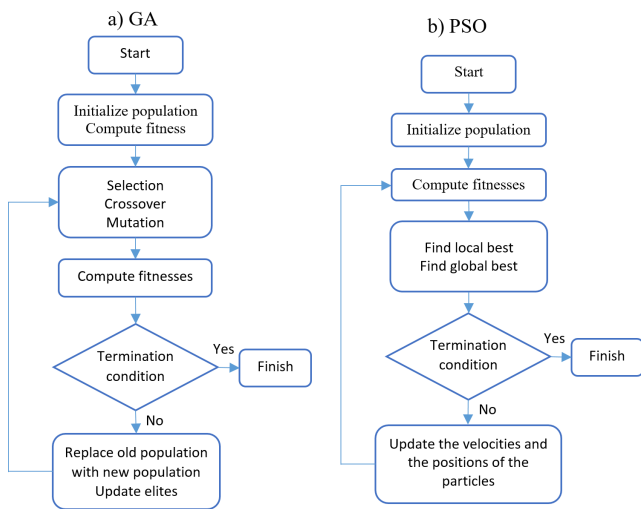 a) GA
Start
Initialize population
Compute fitness
Selection
Crossover
Mutation
Compute fitnesses
Termination
condition
Yes
Finish
No
Replace old population
with new population
Update elites
b) PSO
Start
Initialize population
Compute fitnesses
Find local best
Find global best
Termination
condition
Yes
Finish
No
Update the velocities and
the positions of the
particles